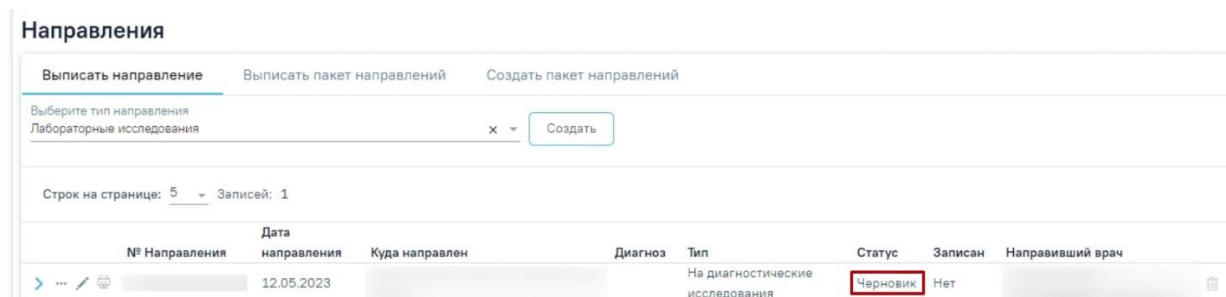 Направления
Выписать направление Выписать пакет направлений Создать пакет направлений
Выберите тип направления
Лабораторные исследования x Создать
Строк на странице: 5 Записей: 1
Дата
№ Направления направления Куда направлен Диагноз Тип Статус Записан Направивший врач
На диагностические
12.05.2023 Черновик Нет
исследования